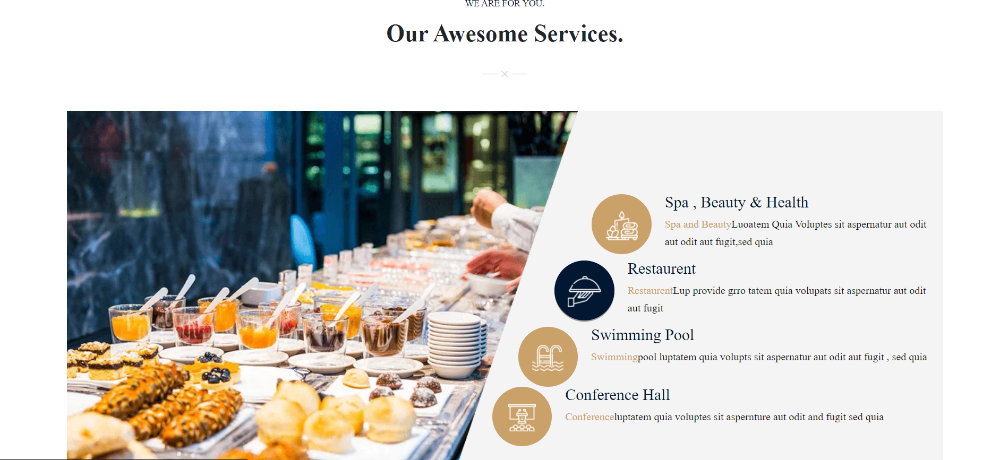 WE ARE FOR YOU.
Our Awesome Services.
Spa , Beauty & Health
Spa and BeautyLuoatem Quia Voluptes sit aspernatur aut odit
aut odit aut fugit,sed quia
Restaurent
RestaurentLup provide grro tatem quia volupats sit aspernatur aut odit
aut fugit
Swimming Pool
Swimmingpool luptatem quia volupts sit aspernatur aut odit aut fugit , sed quia
Conference Hall
Conferenceluptatem quia voluptes sit aspernture aut odit and fugit sed quia